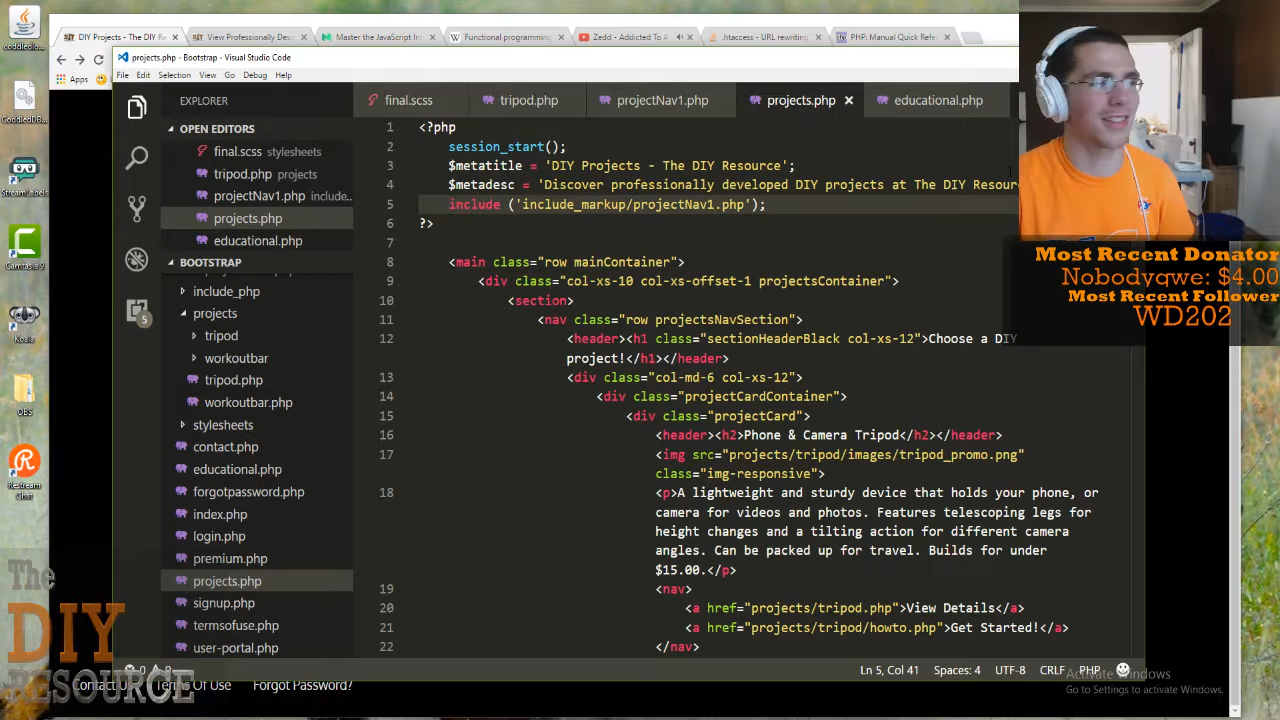 DIY Projects - The DIY Re
View Professionally Desi
Master the JavaScript Int
Functional programming
Zedd - Addicted To A
.htaccess - URL rewriting
PHP: Manual Quick Refe
Apps
projects.php - Bootstrap - Visual Studio Code
File Edit Selection View Go Debug Help
EXPLORER
final.scss
tripod.php
projectNav1.php
projects.php
educational.php
OPEN EDITORS
final.scss stylesheets
tripod.php projects
projectNav1.php include...
projects.php
educational.php
BOOTSTRAP
include_php
projects
tripod
workoutbar
tripod.php
workoutbar.php
stylesheets
contact.php
educational.php
forgotpassword.php
index.php
login.php
premium.php
projects.php
signup.php
termsofuse.php
user-portal.php
5
1 <?php
2 session_start();
3 $metatitle = 'DIY Projects - The DIY Resource';
4 $metadesc = 'Discover professionally developed DIY projects at The DIY Resour
5 include ('include_markup/projectNav1.php');
6 ?>
7
8 <main class="row mainContainer">
9 <div class="col-xs-10 col-xs-offset-1 projectsContainer">
10 <section>
11 <nav class="row projectsNavSection">
12 <header><h1 class="sectionHeaderBlack col-xs-12">Choose a DIY
project!</h1></header>
13 <div class="col-md-6 col-xs-12">
14 <div class="projectCardContainer">
15 <div class="projectCard">
16 <header><h2>Phone & Camera Tripod</h2></header>
17 <img src="projects/tripod/images/tripod_promo.png"
class="img-responsive">
18 <p>A lightweight and sturdy device that holds your phone, or
camera for videos and photos. Features telescoping legs for
height changes and a tilting action for different camera
angles. Can be packed up for travel. Builds for under
$15.00.</p>
19 <nav>
20 <a href="projects/tripod.php">View Details</a>
21 <a href="projects/tripod/howto.php">Get Started!</a>
22 </nav>
Ln 5, Col 41 Spaces: 4 UTF-8 CRLF PHP
Most Recent Donator
Nobodyqwe: $4.00
Most Recent Follower
WD202
Activate Windows
Go to Settings to activate Windows.
CoddledDB...
StreamLabels
Camtasia 9
Koala
OBS
Restream
Chat
The
DIY
RESOURCE
Contact Us Terms Of Use Forgot Password?